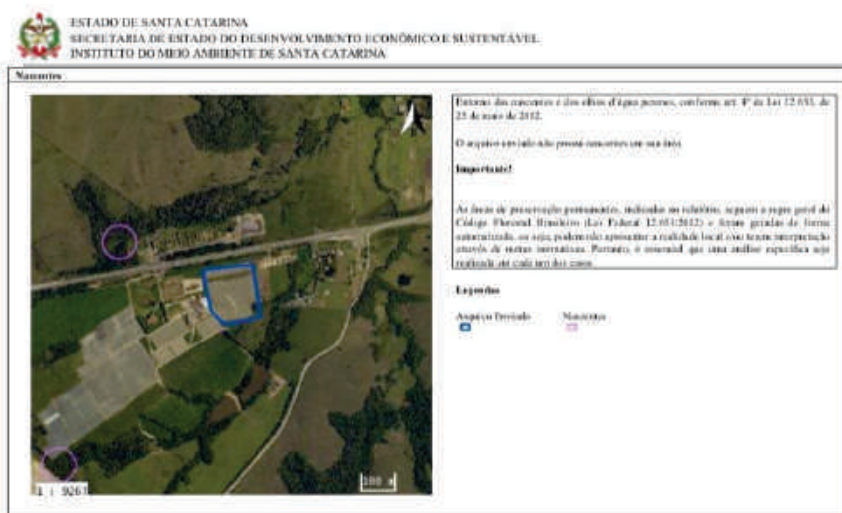 ESTADO DE SANTA CATARINA
SECRETARIA DE ESTADO DO DESENVOLVIMENTO ECONÔMICO E SUSTENTÁVEL
INSTITUTO DO MEIO AMBIENTE DE SANTA CATARINA
Nascentes
Entorno das nascentes e dos olhos d'água perenes, conforme art. 4º da Lei 12.651, de
25 de maio de 2012.
O arquivo enviado não possui nascentes em sua área
Importante!
As áreas de preservação permanentes, indicadas no relatório, seguem a regra geral do
Código Florestal Brasileiro (Lei Federal 12.651/2012) e foram geradas de forma
automatizada, ou seja, podem não apresentar a realidade local e/ou terem interpretação
através de outras normativas. Portanto, é essencial que uma análise específica seja
realizada em cada um dos casos.
Legendas
Arquivo Enviado Nascentes
100 m
1 : 9267